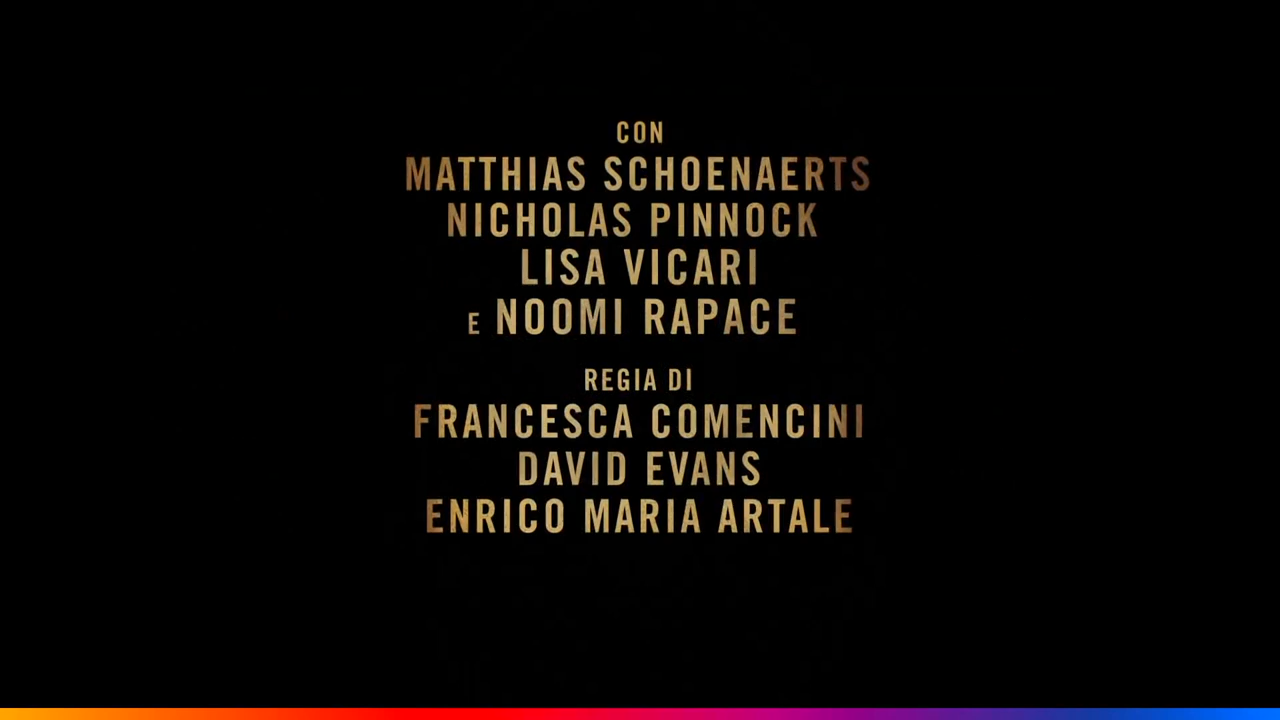 CON
MATTHIAS SCHOENAERTS
NICHOLAS PINNOCK
LISA VICARI
E NOOMI RAPACE
REGIA DI
FRANCESCA COMENCINI
DAVID EVANS
ENRICO MARIA ARTALE